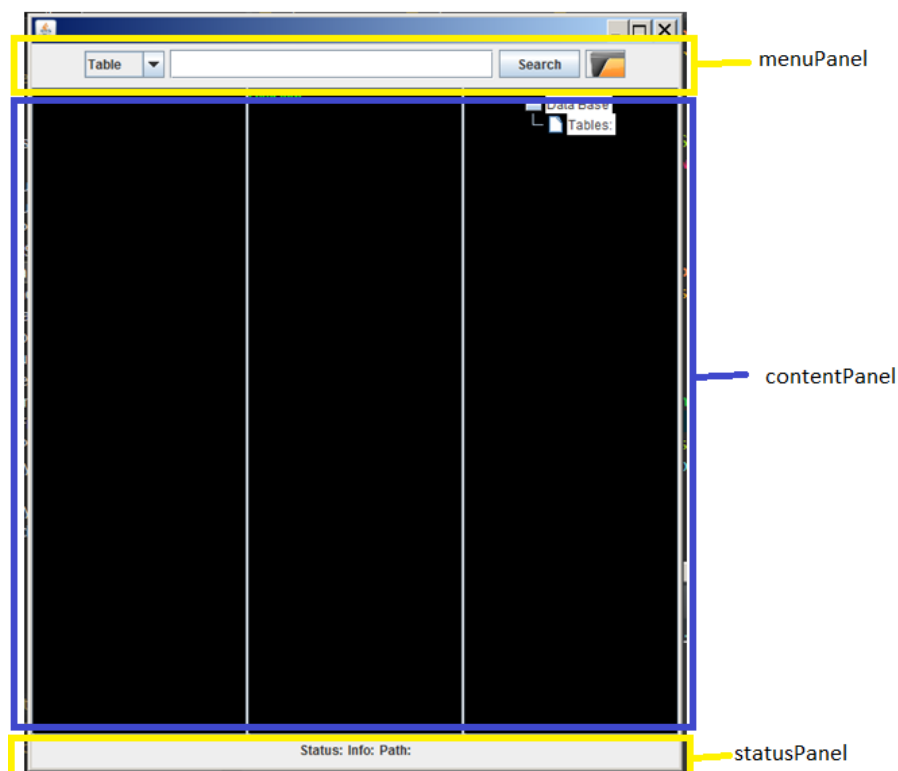 menuPanel
Table
Search
Data Base
Tables:
contentPanel
Status: Info: Path:
statusPanel